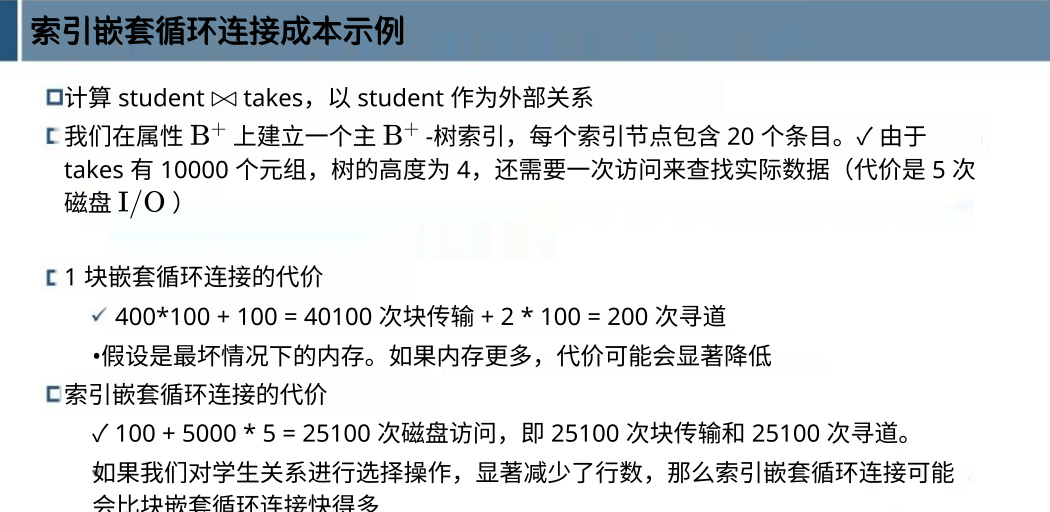 索引嵌套循环连接成本示例
计算 student ⋈ takes，以 student 作为外部关系
我们在属性 B⁺ 上建立一个主 B⁺ -树索引，每个索引节点包含 20 个条目。✓ 由于
takes 有 10000 个元组，树的高度为 4，还需要一次访问来查找实际数据（代价是 5 次
磁盘 I/O ）
1 块嵌套循环连接的代价
✓ 400*100 + 100 = 40100 次块传输 + 2 * 100 = 200 次寻道
•假设是最坏情况下的内存。如果内存更多，代价可能会显著降低
索引嵌套循环连接的代价
✓ 100 + 5000 * 5 = 25100 次磁盘访问，即 25100 次块传输和 25100 次寻道。
如果我们对学生关系进行选择操作，显著减少了行数，那么索引嵌套循环连接可能
会比块嵌套循环连接快得多